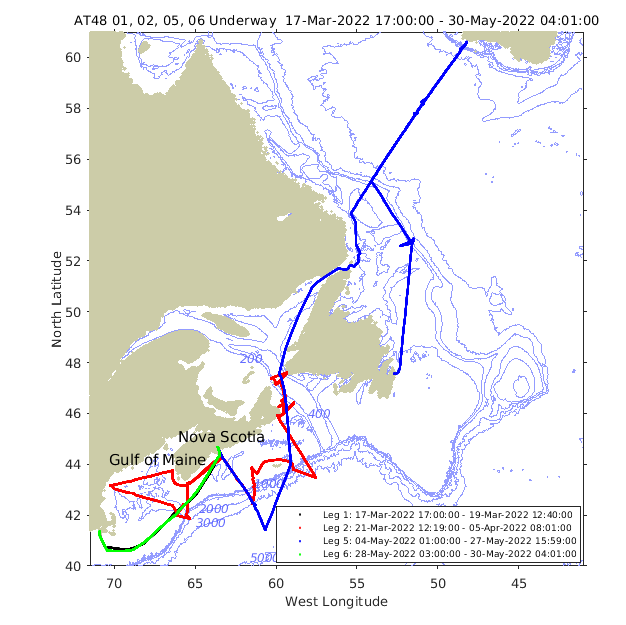 AT48 01, 02, 05, 06 Underway 17-Mar-2022 17:00:00 - 30-May-2022 04:01:00
60
58
56
54
52
50
48
46
44
42
40
North Latitude
200
400
Nova Scotia
Gulf of Maine
2000
3000
Leg 1: 17-Mar-2022 17:00:00 - 19-Mar-2022 12:40:00
Leg 2: 21-Mar-2022 12:19:00 - 05-Apr-2022 08:01:00
Leg 5: 04-May-2022 01:00:00 - 27-May-2022 15:59:00
Leg 6: 28-May-2022 03:00:00 - 30-May-2022 04:01:00
70 65 60 55 50 45
West Longitude